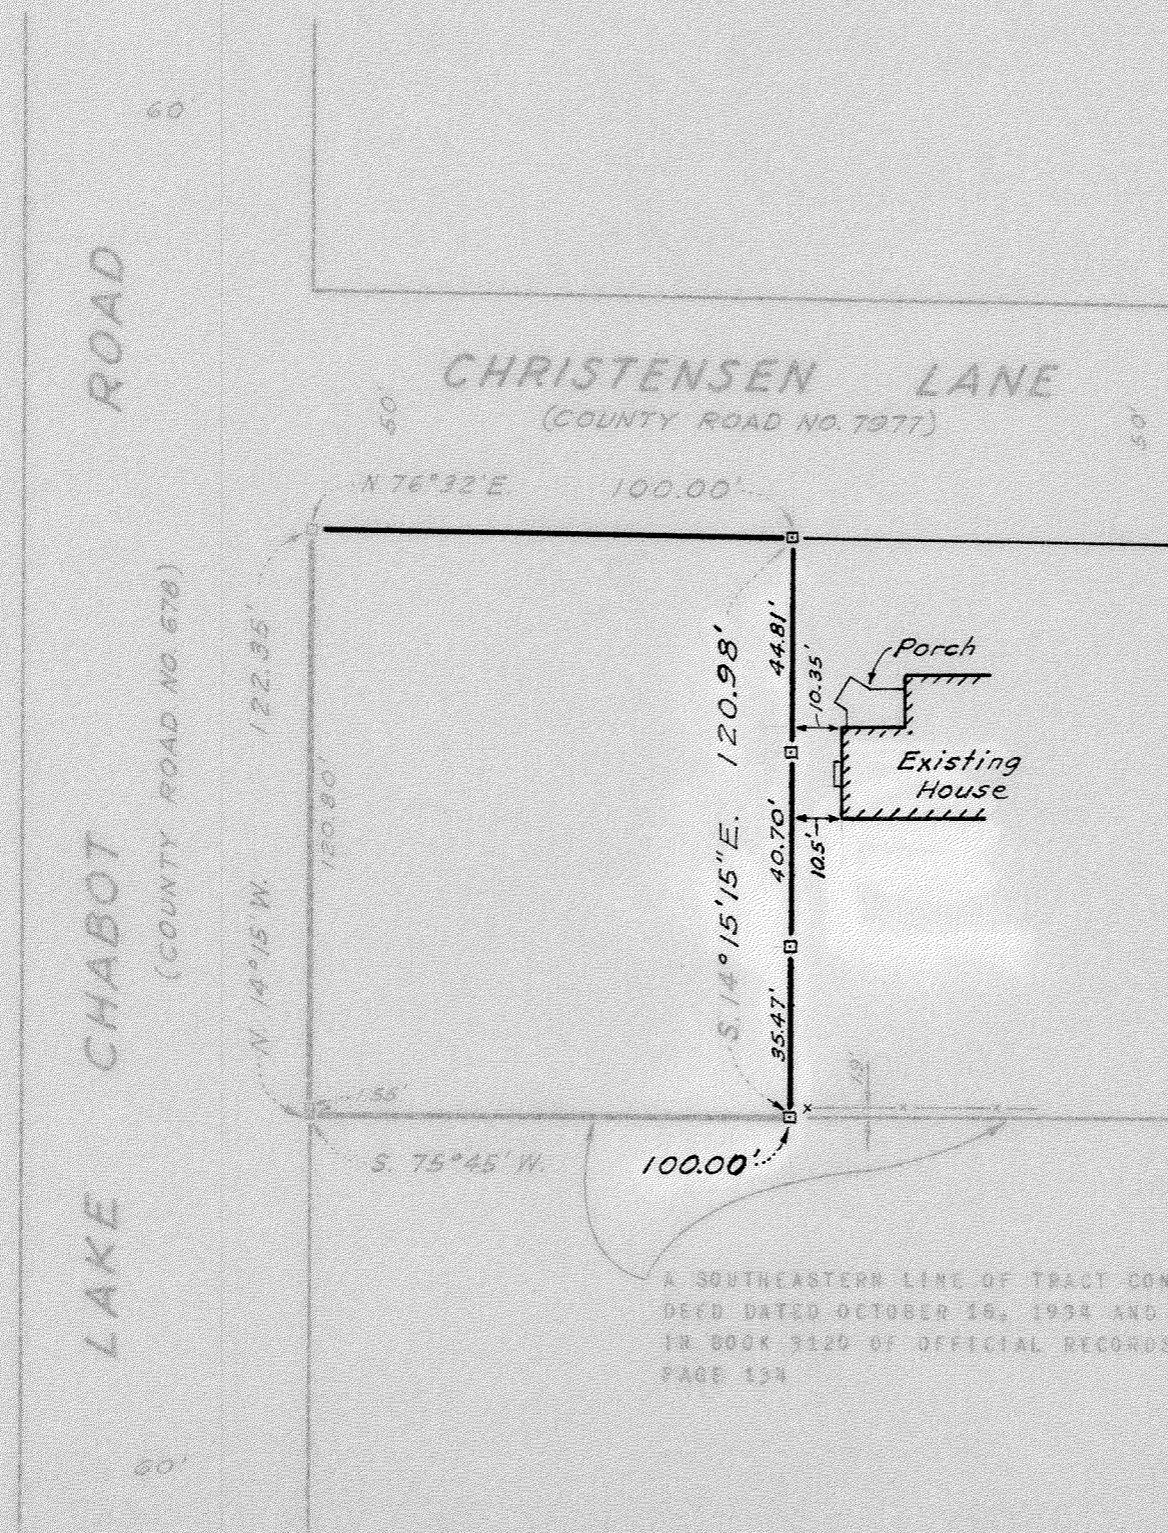 60'
ROAD
CHRISTENSEN LANE
50'
(COUNTY ROAD NO. 7977)
50'
N 76°32'E. 100.00'
LAKE CHABOT
(COUNTY ROAD NO. 678)
N 14°15'W. 122.35'
120.80'
S. 14°15'15"E. 120.98'
44.81'
10.35'
Porch
Existing
House
40.70'
10.5'
35.47'
1.55'
1.9'
S. 75°45'W.
100.00'
A SOUTHEASTERN LINE OF TRACT CON
DEED DATED OCTOBER 16, 1934 AND
IN BOOK 3120 OF OFFICIAL RECORDS
PAGE 134
60'